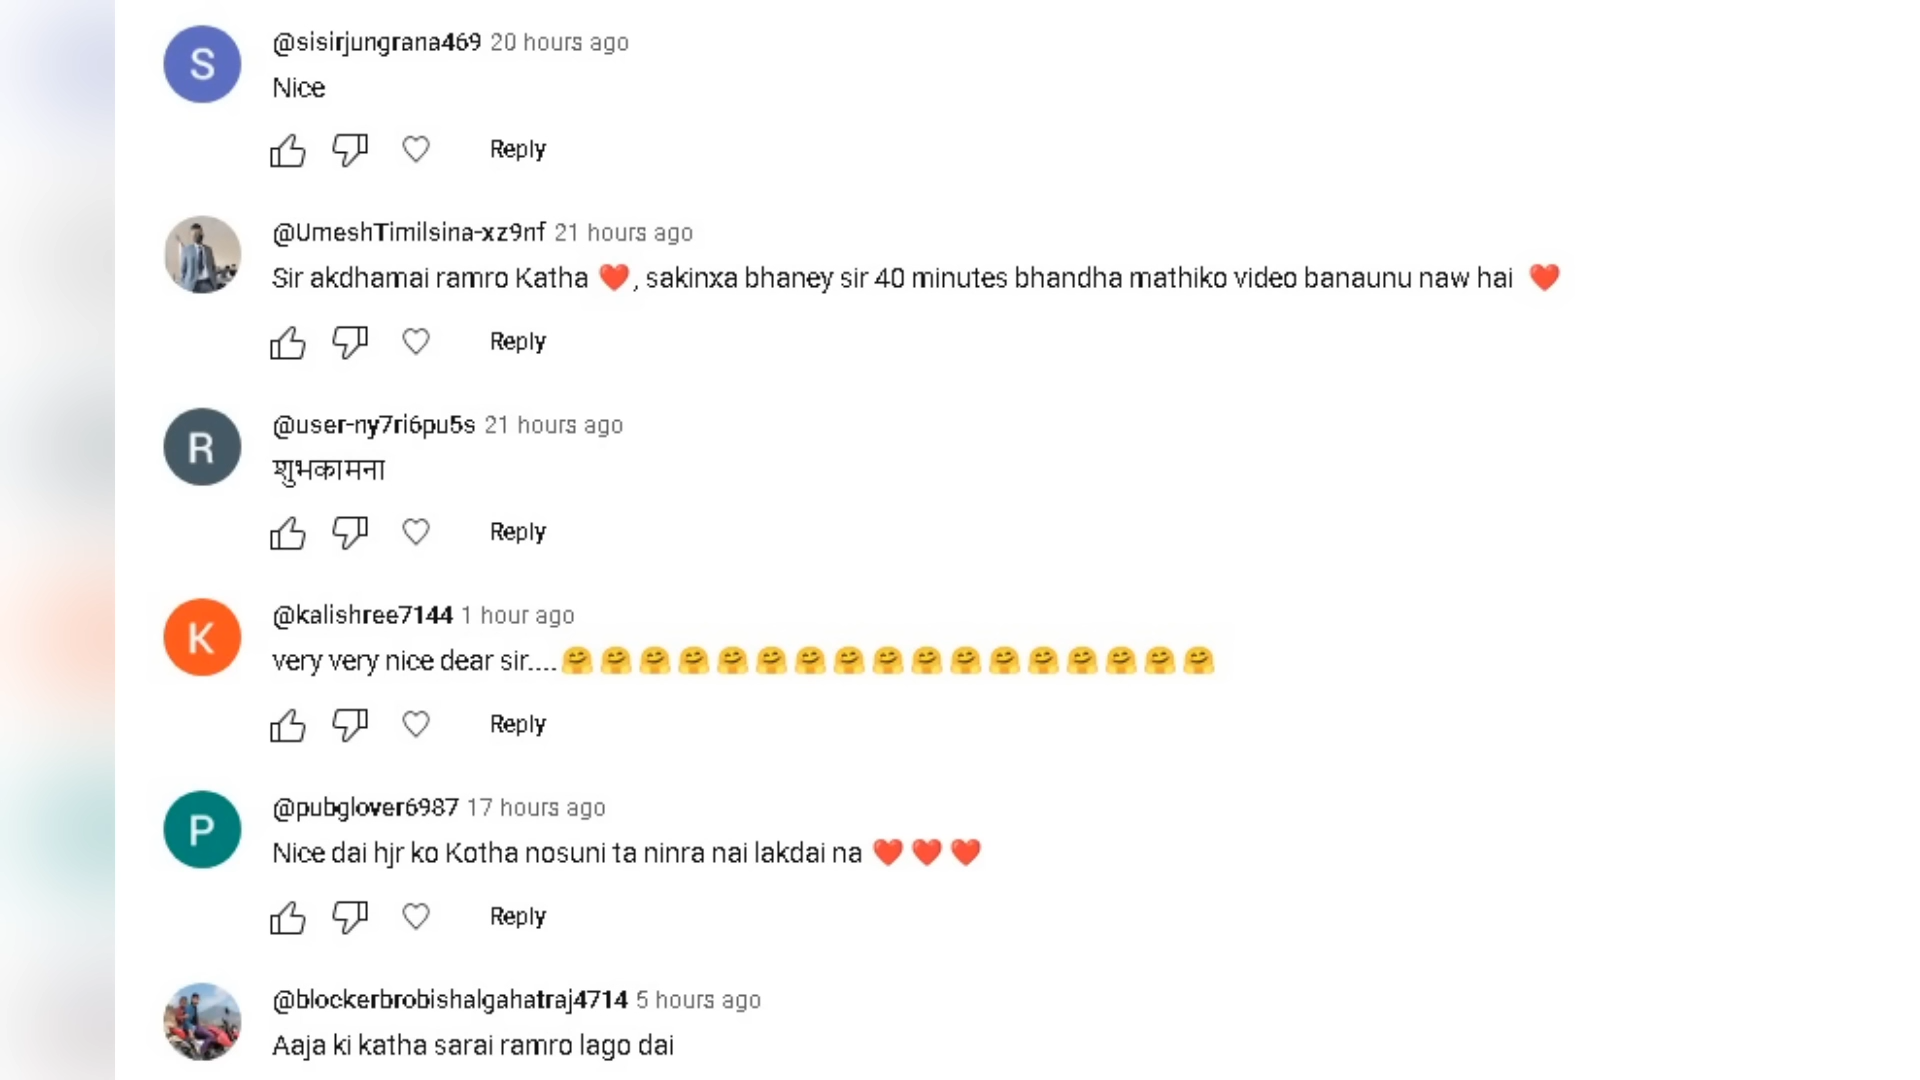 S
@sisirjungrana469 20 hours ago
Nice
Reply
@UmeshTimilsina-xz9nf 21 hours ago
Sir akdhamai ramro Katha ❤️, sakinxa bhaney sir 40 minutes bhandha mathiko video banaunu naw hai ❤️
Reply
R
@user-ny7ri6pu5s 21 hours ago
शुभकामना
Reply
K
@kalishree7144 1 hour ago
very very nice dear sir....🤗🤗🤗🤗🤗🤗🤗🤗🤗🤗🤗🤗🤗🤗🤗🤗🤗
Reply
P
@pubglover6987 17 hours ago
Nice dai hjr ko Kotha nosuni ta ninra nai lakdai na ❤️❤️❤️
Reply
@blockerbrobishalgahatraj4714 5 hours ago
Aaja ki katha sarai ramro lago dai